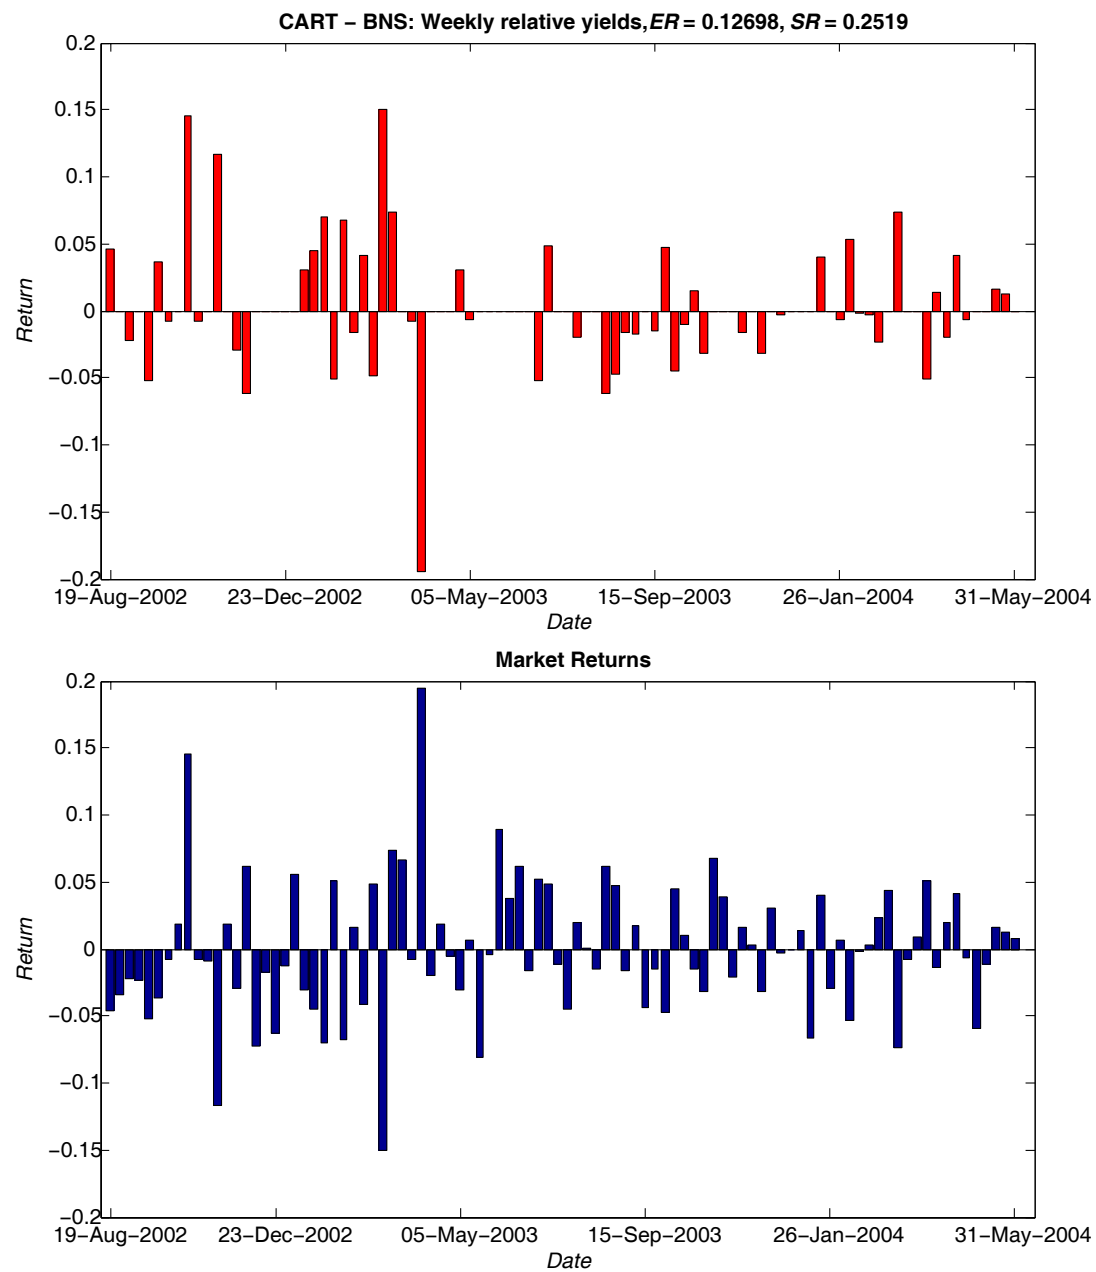 CART – BNS: Weekly relative yields, ER = 0.12698, SR = 0.2519
0.2
0.15
0.1
0.05
0
−0.05
−0.1
−0.15
−0.2
Return
19−Aug−2002 23−Dec−2002 05−May−2003 15−Sep−2003 26−Jan−2004 31−May−2004
Date
Market Returns
0.2
0.15
0.1
0.05
0
−0.05
−0.1
−0.15
−0.2
Return
19−Aug−2002 23−Dec−2002 05−May−2003 15−Sep−2003 26−Jan−2004 31−May−2004
Date